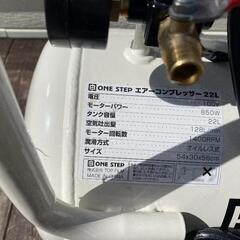 ONE STEP エアーコンプレッサー 22L
電圧 100V
モーターパワー 850W
タンク容量 22L
空気吐出量 128L/min
モーター回転数 1400RPM
潤滑方式 オイルレス式
サイズ 54x30x56cm
ONE STEP
MADE IN CHINA